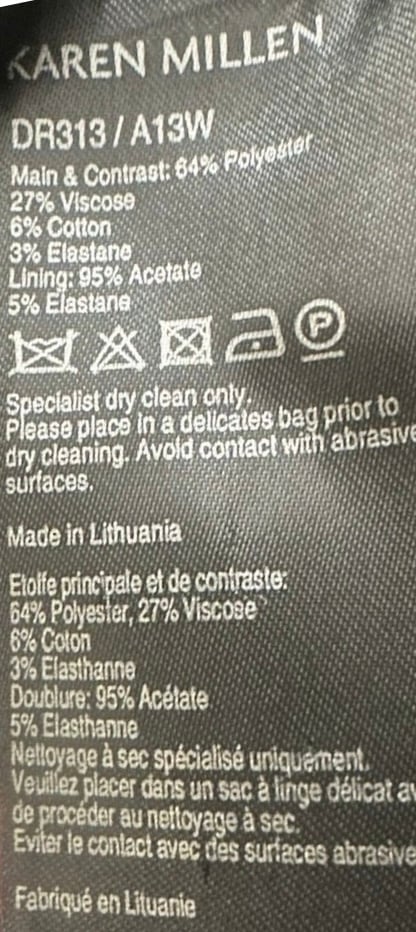 KAREN MILLEN
DR313 / A13W
Main & Contrast: 64% Polyester
27% Viscose
6% Cotton
3% Elastane
Lining: 95% Acetate
5% Elastane
P
Specialist dry clean only.
Please place in a delicates bag prior to
dry cleaning. Avoid contact with abrasive
surfaces.
Made in Lithuania
Etoffe principale et de contraste:
64% Polyester, 27% Viscose
6% Coton
3% Elasthanne
Doublure: 95% Acétate
5% Elasthanne
Nettoyage à sec spécialisé uniquement.
Veuillez placer dans un sac à linge délicat av
de procéder au nettoyage à sec.
Eviter le contact avec des surfaces abrasive
Fabriqué en Lituanie